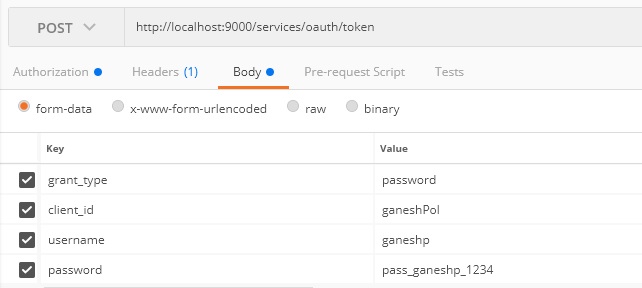 POST http://localhost:9000/services/oauth/token
Authorization Headers (1) Body Pre-request Script Tests
form-data x-www-form-urlencoded raw binary
Key Value
grant_type password
client_id ganeshPol
username ganeshp
password pass_ganeshp_1234